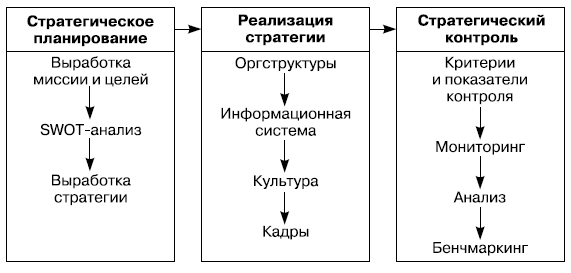 Стратегическое
планирование
Выработка
миссии и целей
SWOT-анализ
Выработка
стратегии
Реализация
стратегии
Оргструктуры
Информационная
система
Культура
Кадры
Стратегический
контроль
Критерии
и показатели
контроля
Мониторинг
Анализ
Бенчмаркинг